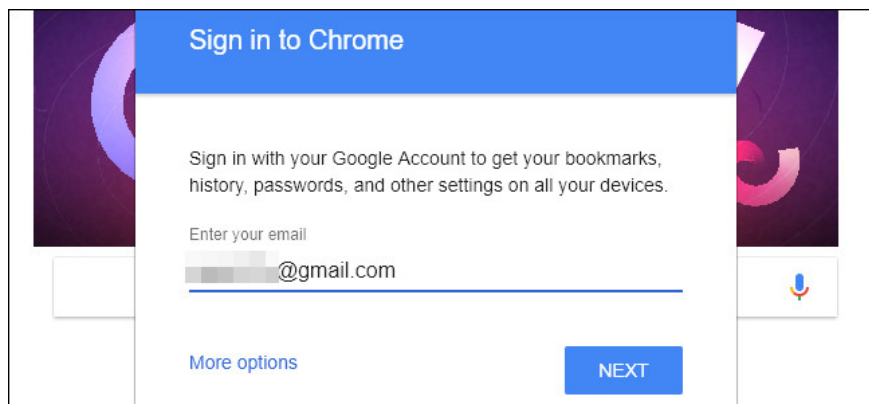 Sign in to Chrome
Sign in with your Google Account to get your bookmarks,
history, passwords, and other settings on all your devices.
Enter your email
@gmail.com
More options
NEXT